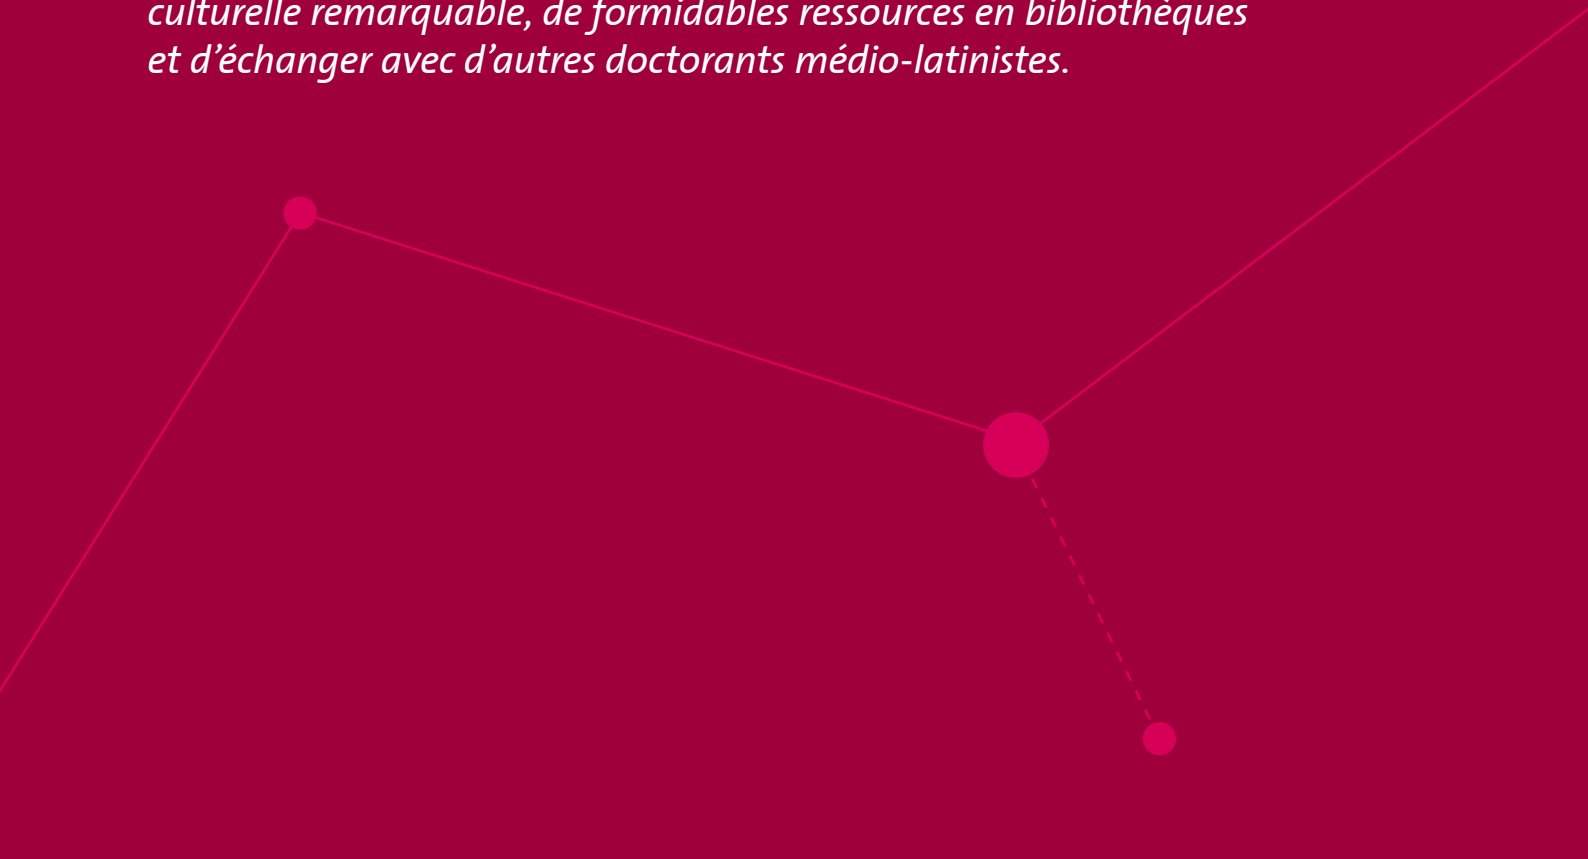 culturelle remarquable, de formidables ressources en bibliothèques
et d’échanger avec d’autres doctorants médio-latinistes.